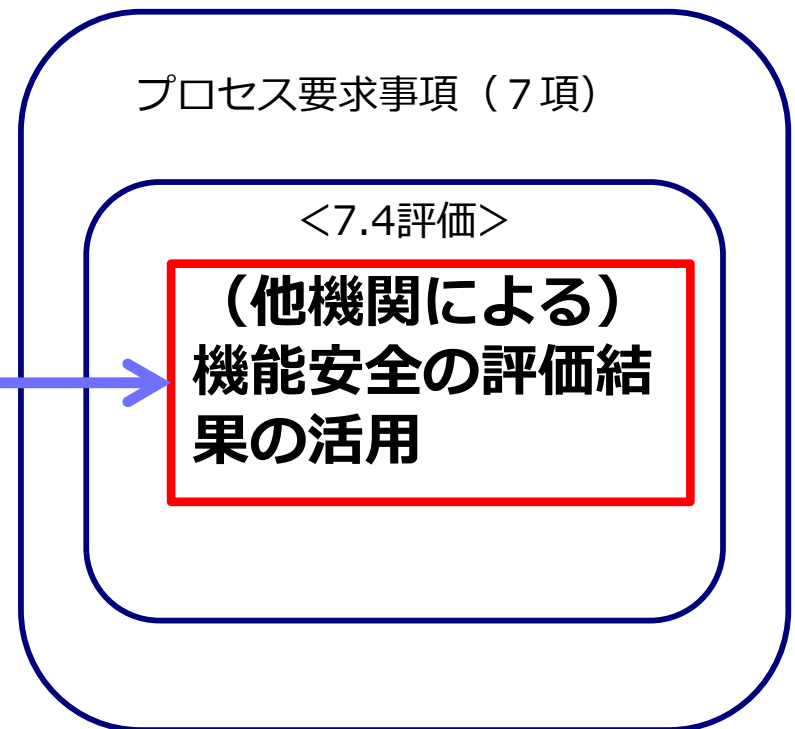 プロセス要求事項（７項）
＜7.4評価＞
（他機関による）
機能安全の評価結
果の活用